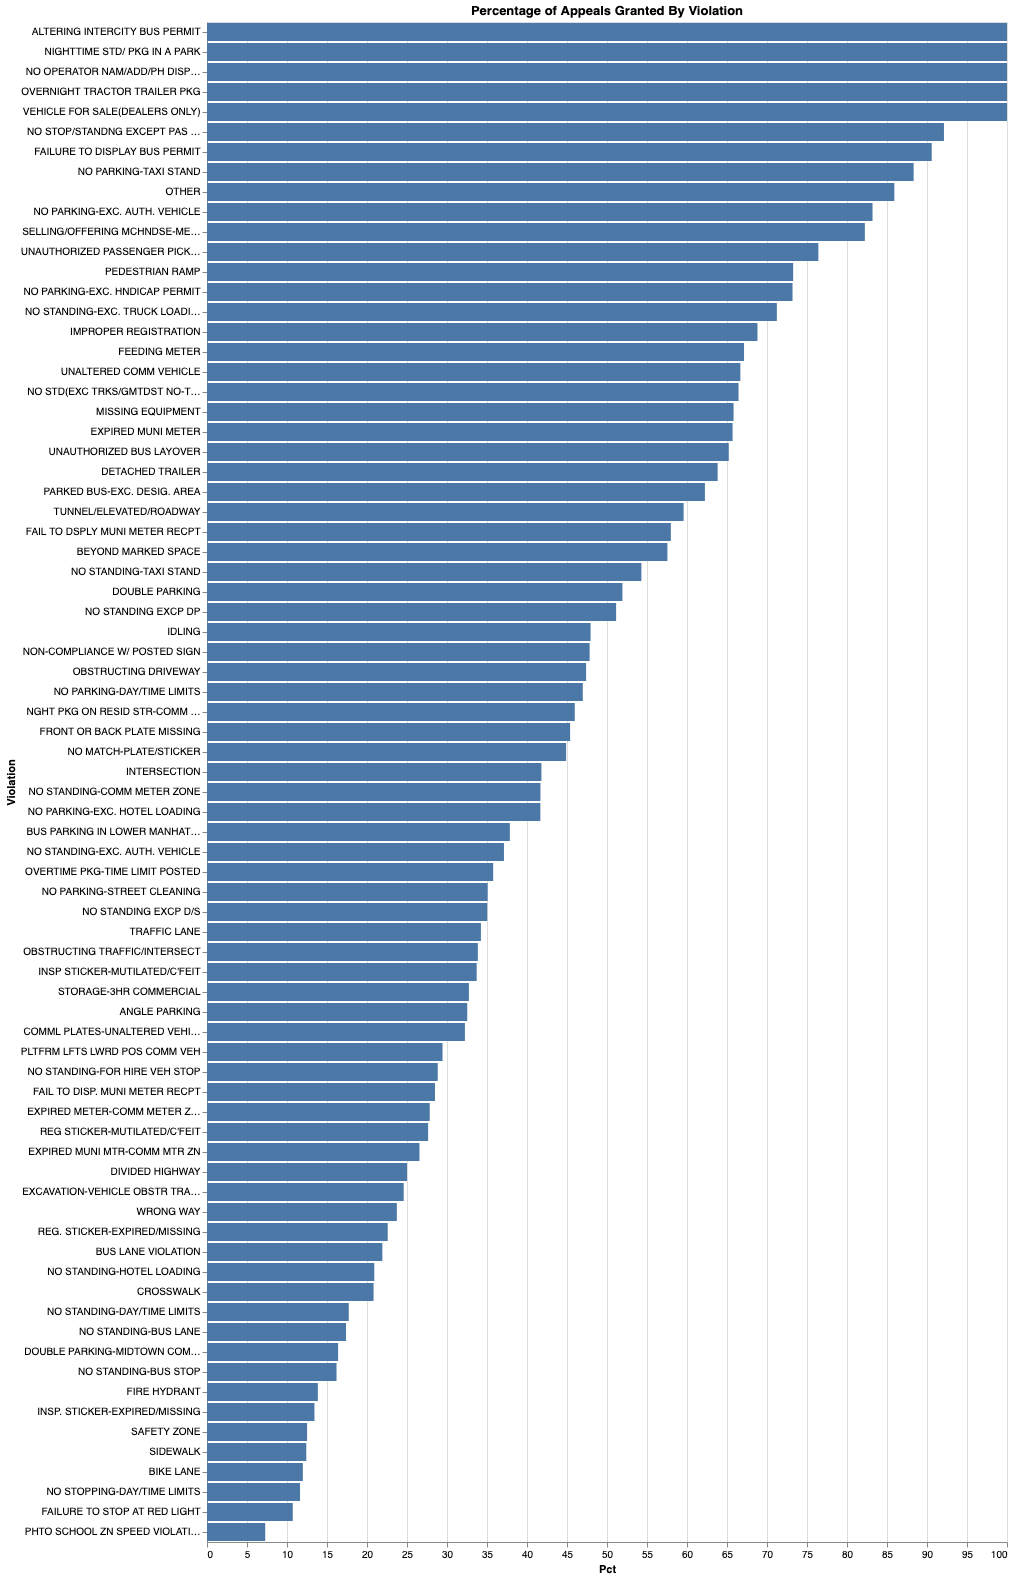 Percentage of Appeals Granted By Violation
ALTERING INTERCITY BUS PERMIT
NIGHTTIME STD/ PKG IN A PARK
NO OPERATOR NAM/ADD/PH DISP…
OVERNIGHT TRACTOR TRAILER PKG
VEHICLE FOR SALE(DEALERS ONLY)
NO STOP/STANDNG EXCEPT PAS …
FAILURE TO DISPLAY BUS PERMIT
NO PARKING-TAXI STAND
OTHER
NO PARKING-EXC. AUTH. VEHICLE
SELLING/OFFERING MCHNDSE-ME…
UNAUTHORIZED PASSENGER PICK…
PEDESTRIAN RAMP
NO PARKING-EXC. HNDICAP PERMIT
NO STANDING-EXC. TRUCK LOADI…
IMPROPER REGISTRATION
FEEDING METER
UNALTERED COMM VEHICLE
NO STD(EXC TRKS/GMTDST NO-T…
MISSING EQUIPMENT
EXPIRED MUNI METER
UNAUTHORIZED BUS LAYOVER
DETACHED TRAILER
PARKED BUS-EXC. DESIG. AREA
TUNNEL/ELEVATED/ROADWAY
FAIL TO DSPLY MUNI METER RECPT
BEYOND MARKED SPACE
NO STANDING-TAXI STAND
DOUBLE PARKING
NO STANDING EXCP DP
IDLING
NON-COMPLIANCE W/ POSTED SIGN
OBSTRUCTING DRIVEWAY
NO PARKING-DAY/TIME LIMITS
NGHT PKG ON RESID STR-COMM …
FRONT OR BACK PLATE MISSING
NO MATCH-PLATE/STICKER
INTERSECTION
NO STANDING-COMM METER ZONE
NO PARKING-EXC. HOTEL LOADING
BUS PARKING IN LOWER MANHAT…
NO STANDING-EXC. AUTH. VEHICLE
OVERTIME PKG-TIME LIMIT POSTED
NO PARKING-STREET CLEANING
NO STANDING EXCP D/S
TRAFFIC LANE
OBSTRUCTING TRAFFIC/INTERSECT
INSP STICKER-MUTILATED/C'FEIT
STORAGE-3HR COMMERCIAL
ANGLE PARKING
COMML PLATES-UNALTERED VEHI…
PLTFRM LFTS LWRD POS COMM VEH
NO STANDING-FOR HIRE VEH STOP
FAIL TO DISP. MUNI METER RECPT
EXPIRED METER-COMM METER Z…
REG STICKER-MUTILATED/C'FEIT
EXPIRED MUNI MTR-COMM MTR ZN
DIVIDED HIGHWAY
EXCAVATION-VEHICLE OBSTR TRA…
WRONG WAY
REG. STICKER-EXPIRED/MISSING
BUS LANE VIOLATION
NO STANDING-HOTEL LOADING
CROSSWALK
NO STANDING-DAY/TIME LIMITS
NO STANDING-BUS LANE
DOUBLE PARKING-MIDTOWN COM…
NO STANDING-BUS STOP
FIRE HYDRANT
INSP. STICKER-EXPIRED/MISSING
SAFETY ZONE
SIDEWALK
BIKE LANE
NO STOPPING-DAY/TIME LIMITS
FAILURE TO STOP AT RED LIGHT
PHTO SCHOOL ZN SPEED VIOLATI…
Violation
0 5 10 15 20 25 30 35 40 45 50 55 60 65 70 75 80 85 90 95 100
Pct